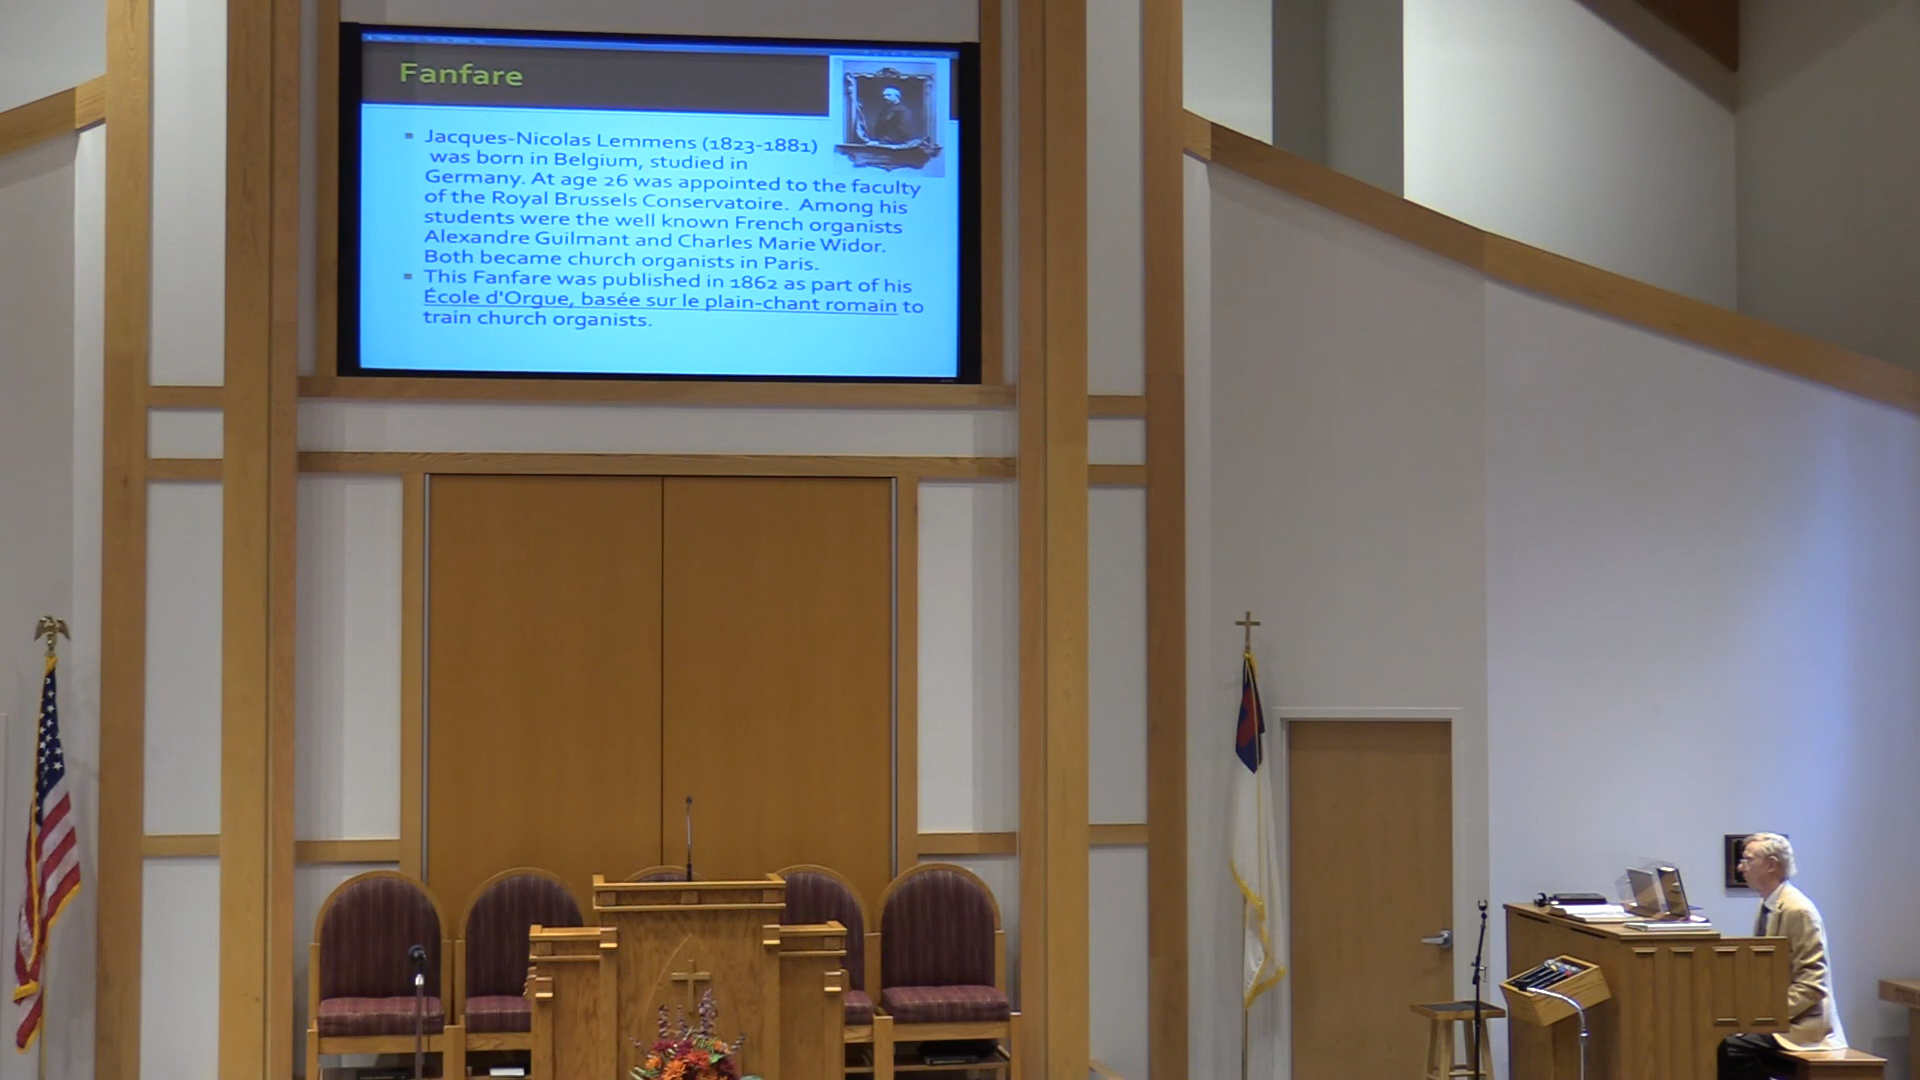 Fanfare
Jacques-Nicolas Lemmens (1823-1881)
was born in Belgium, studied in
Germany. At age 26 was appointed to the faculty
of the Royal Brussels Conservatoire. Among his
students were the well known French organists
Alexandre Guilmant and Charles Marie Widor.
Both became church organists in Paris.
This Fanfare was published in 1862 as part of his
École d'Orgue, basée sur le plain-chant romain to
train church organists.